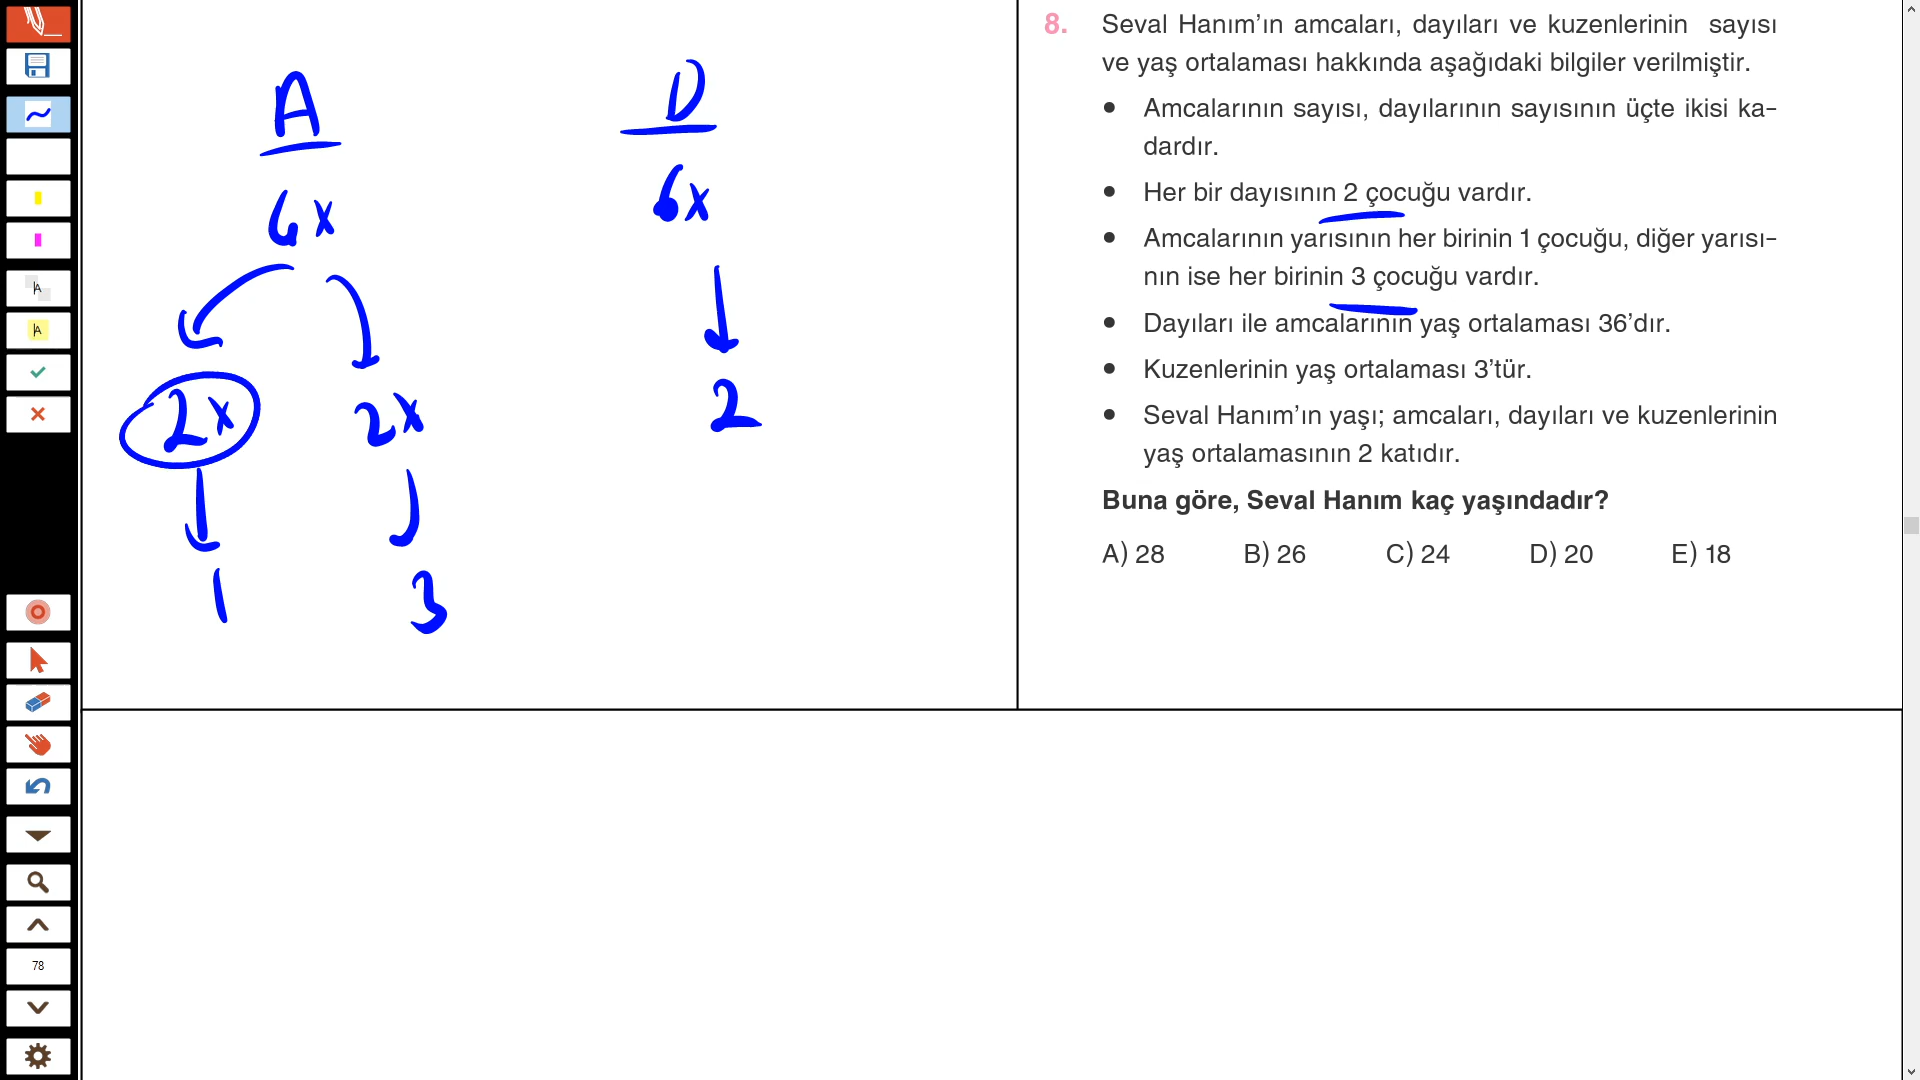 A
D
6x
6x
2x
2x
2
1
3
8. Seval Hanım'ın amcaları, dayıları ve kuzenlerinin sayısı
ve yaş ortalaması hakkında aşağıdaki bilgiler verilmiştir.
• Amcalarının sayısı, dayılarının sayısının üçte ikisi ka-
dardır.
• Her bir dayısının 2 çocuğu vardır.
• Amcalarının yarısının her birinin 1 çocuğu, diğer yarısı-
nın ise her birinin 3 çocuğu vardır.
• Dayıları ile amcalarının yaş ortalaması 36'dır.
• Kuzenlerinin yaş ortalaması 3'tür.
• Seval Hanım'ın yaşı; amcaları, dayıları ve kuzenlerinin
yaş ortalamasının 2 katıdır.
Buna göre, Seval Hanım kaç yaşındadır?
A) 28 B) 26 C) 24 D) 20 E) 18
78